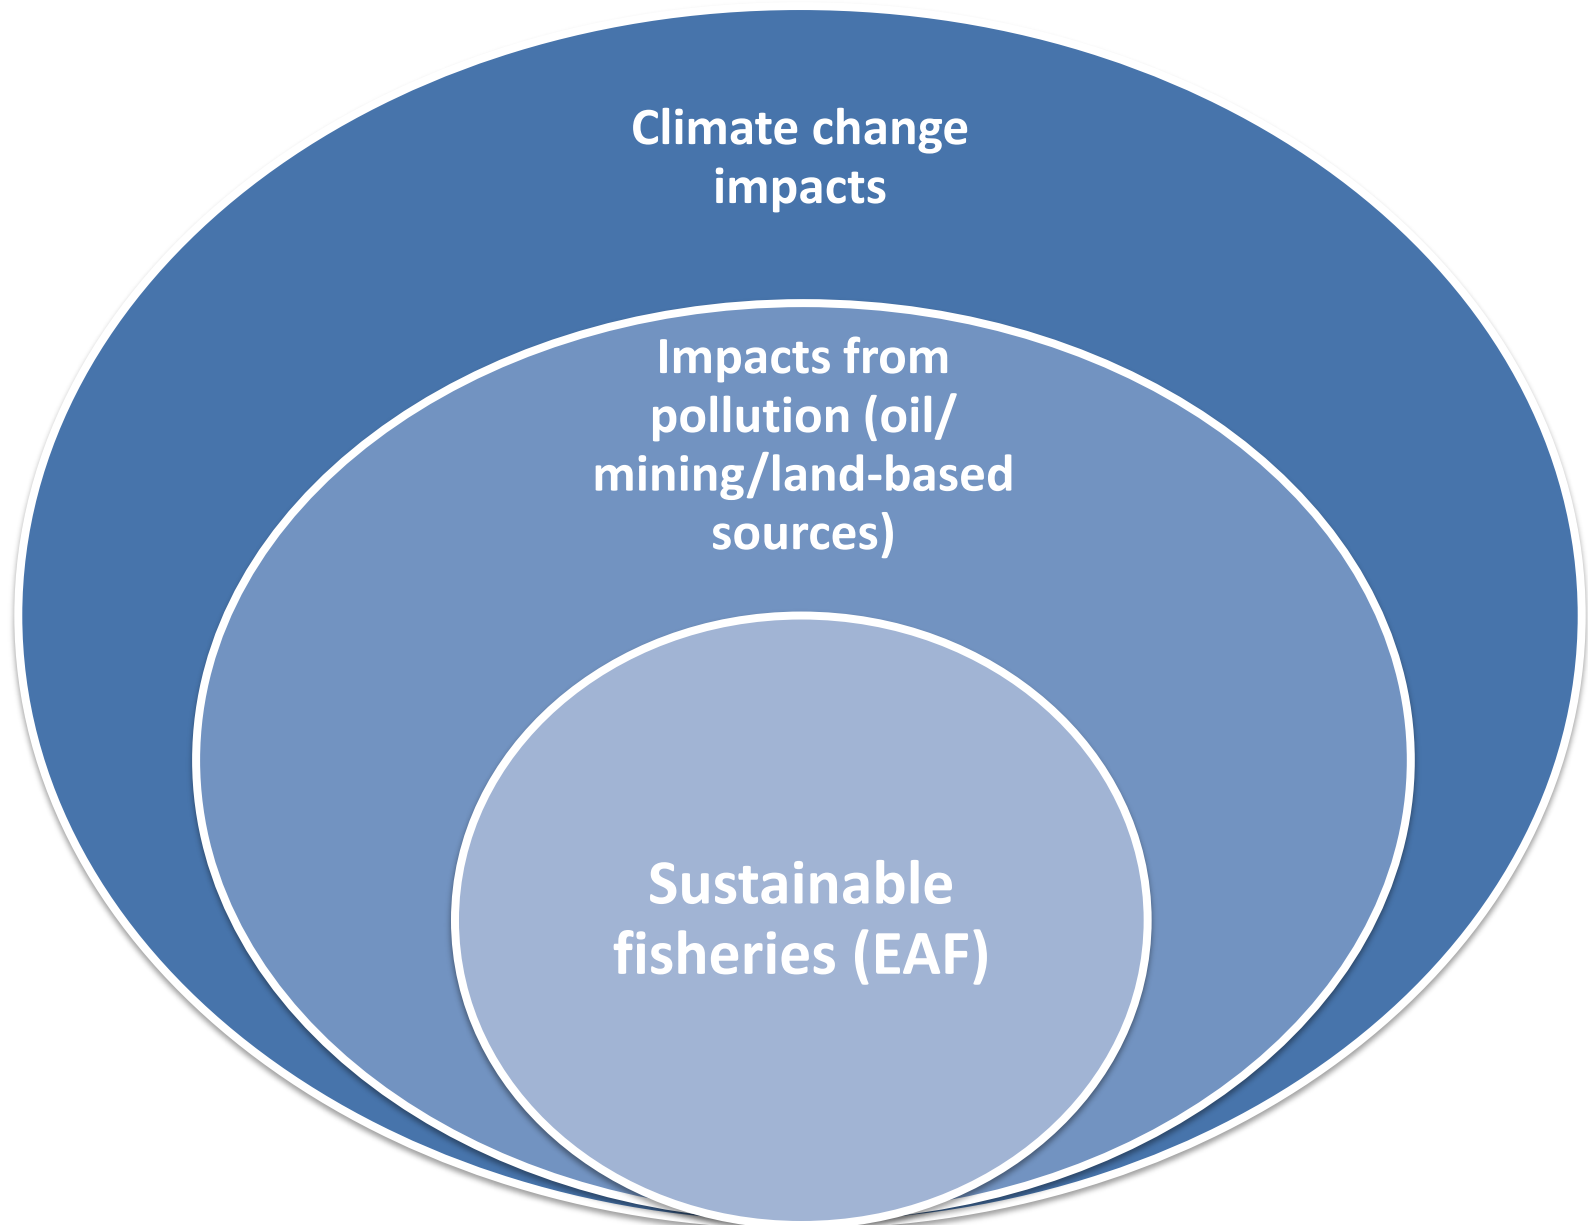 Climate change
impacts
Impacts from
pollution (oil/
mining/land-based
sources)
Sustainable
fisheries (EAF)